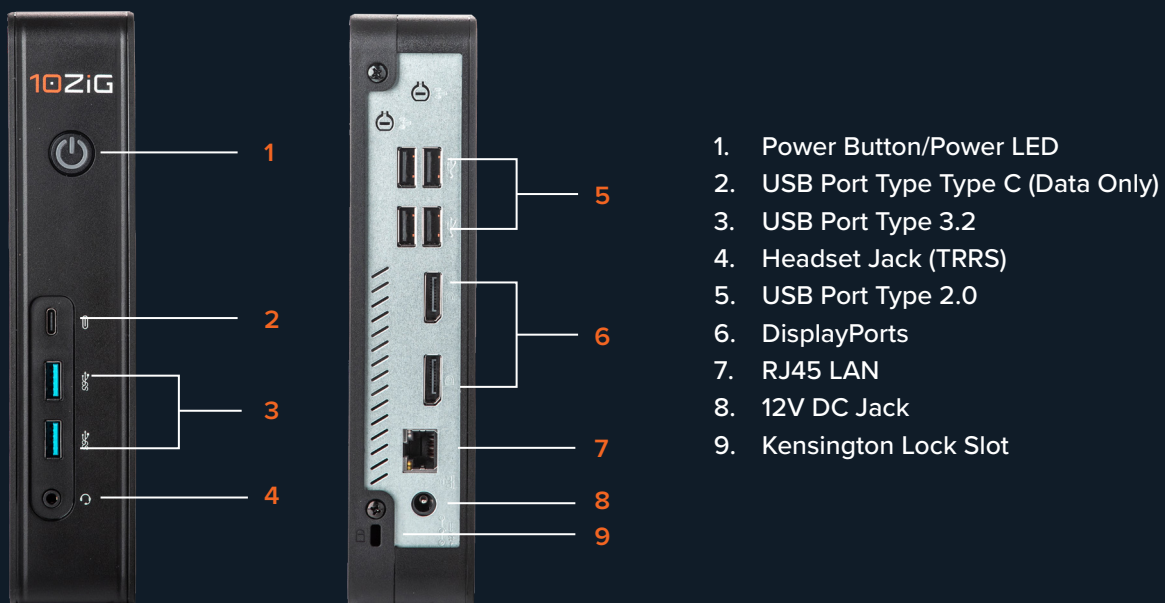 10ZiG
1
2
3
4
5
6
7
8
9
1. Power Button/Power LED
2. USB Port Type Type C (Data Only)
3. USB Port Type 3.2
4. Headset Jack (TRRS)
5. USB Port Type 2.0
6. DisplayPorts
7. RJ45 LAN
8. 12V DC Jack
9. Kensington Lock Slot